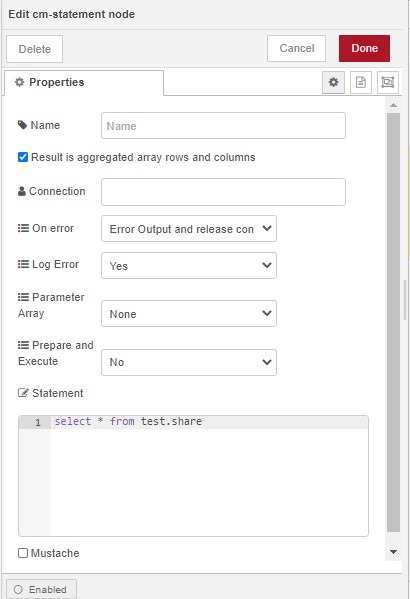 Edit cm-statement node
Delete
Cancel
Done
Properties
Name
Name
Result is aggregated array rows and columns
Connection
On error
Error Output and release con
Log Error
Yes
Parameter
Array
None
Prepare and
Execute
No
Statement
1 select * from test.share
Mustache
Enabled